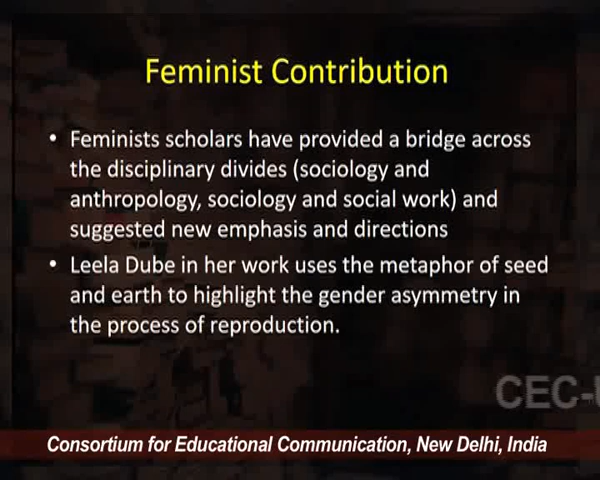 Feminist Contribution
• Feminists scholars have provided a bridge across
the disciplinary divides (sociology and
anthropology, sociology and social work) and
suggested new emphasis and directions
• Leela Dube in her work uses the metaphor of seed
and earth to highlight the gender asymmetry in
the process of reproduction.
CEC-U
Consortium for Educational Communication, New Delhi, India